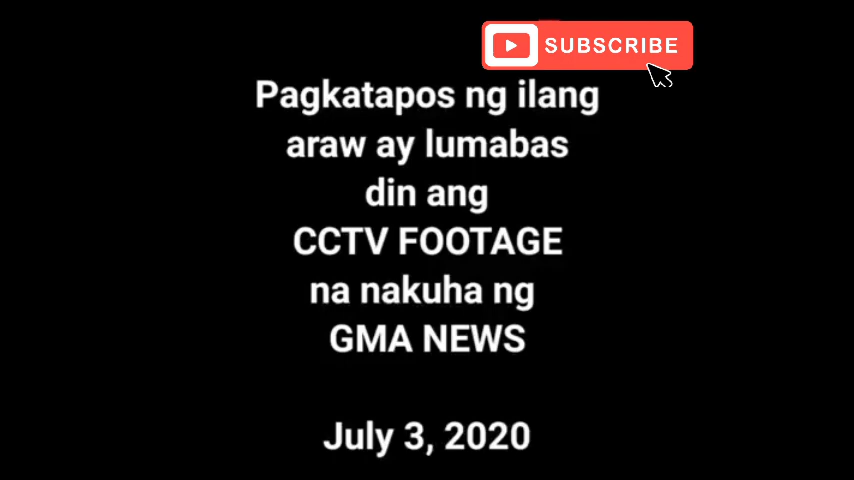 SUBSCRIBE
Pagkatapos ng ilang
araw ay lumabas
din ang
CCTV FOOTAGE
na nakuha ng
GMA NEWS
July 3, 2020